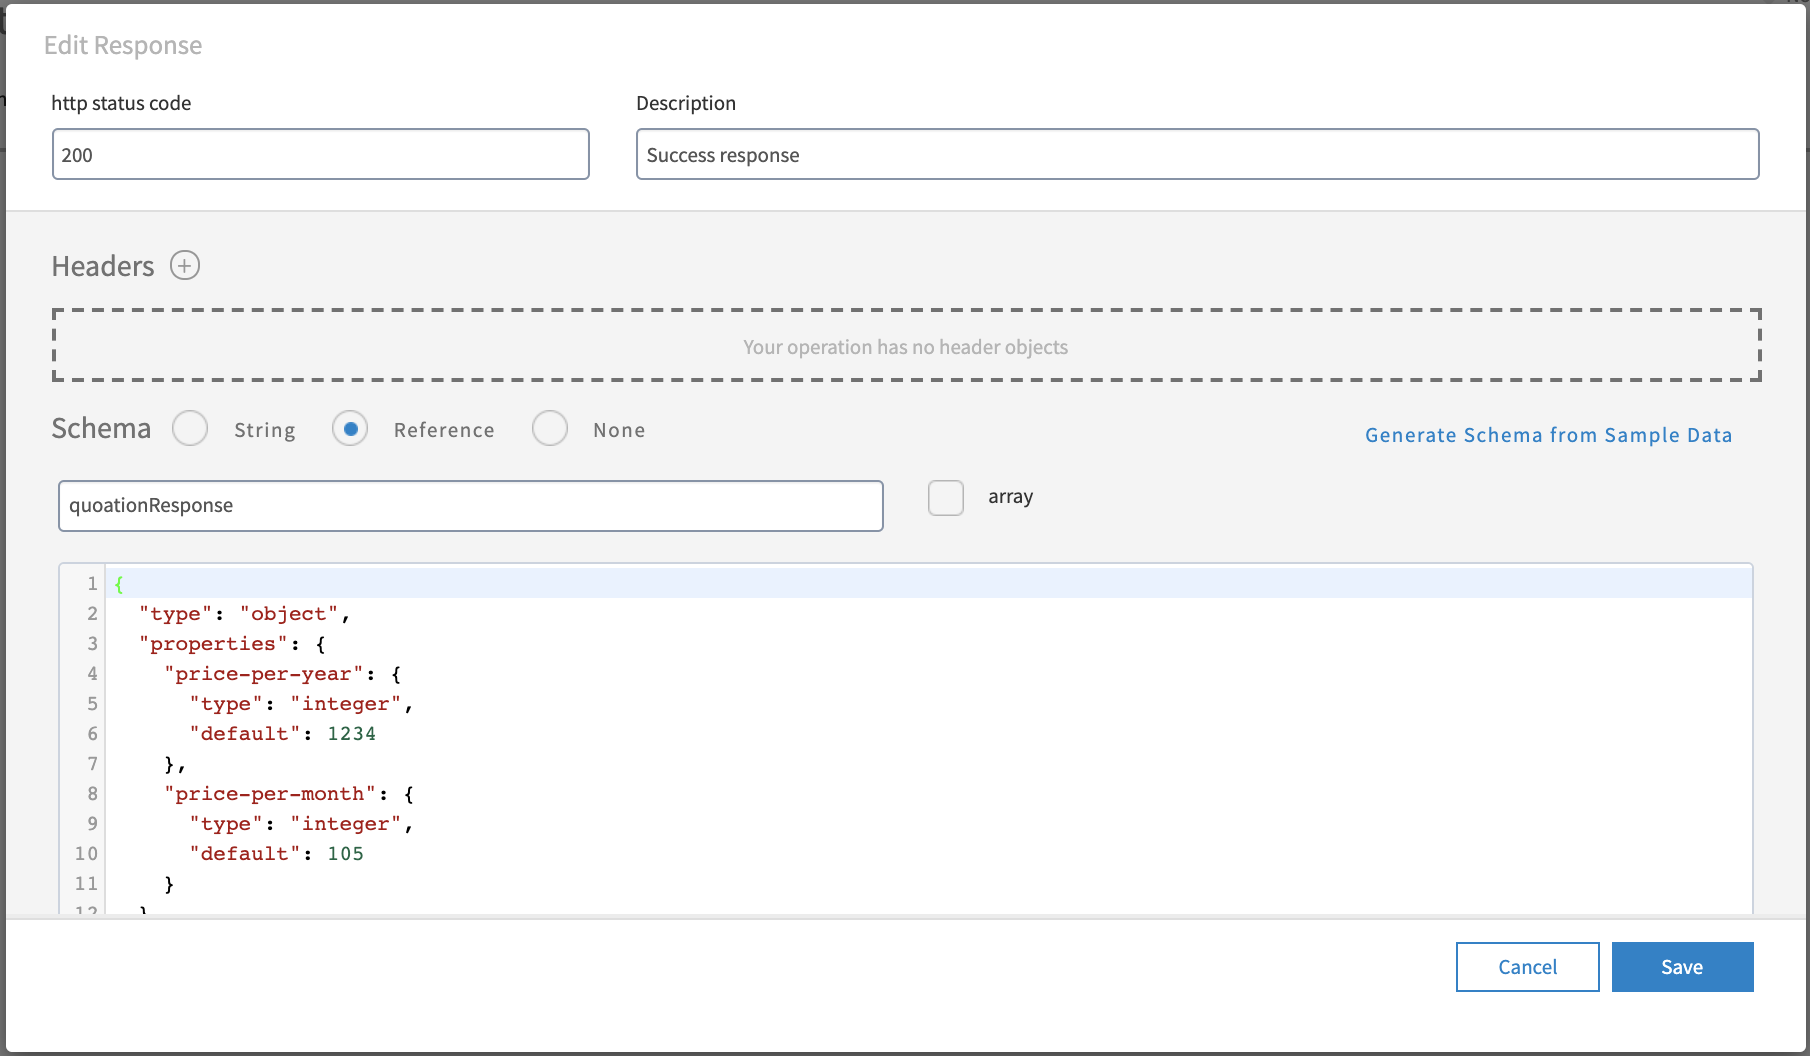 Edit Response
http status code Description
200 Success response
Headers
Your operation has no header objects
Schema String Reference None Generate Schema from Sample Data
quoationResponse array
1 {
2 "type": "object",
3 "properties": {
4 "price-per-year": {
5 "type": "integer",
6 "default": 1234
7 },
8 "price-per-month": {
9 "type": "integer",
10 "default": 105
11 }
12 }
Cancel Save